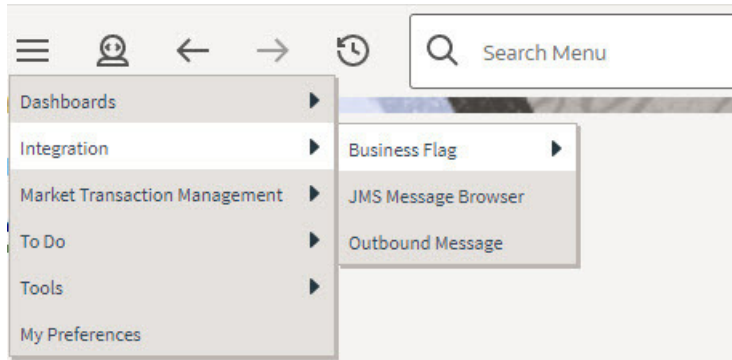 Search Menu
Dashboards
Integration
Market Transaction Management
To Do
Tools
My Preferences
Business Flag
JMS Message Browser
Outbound Message